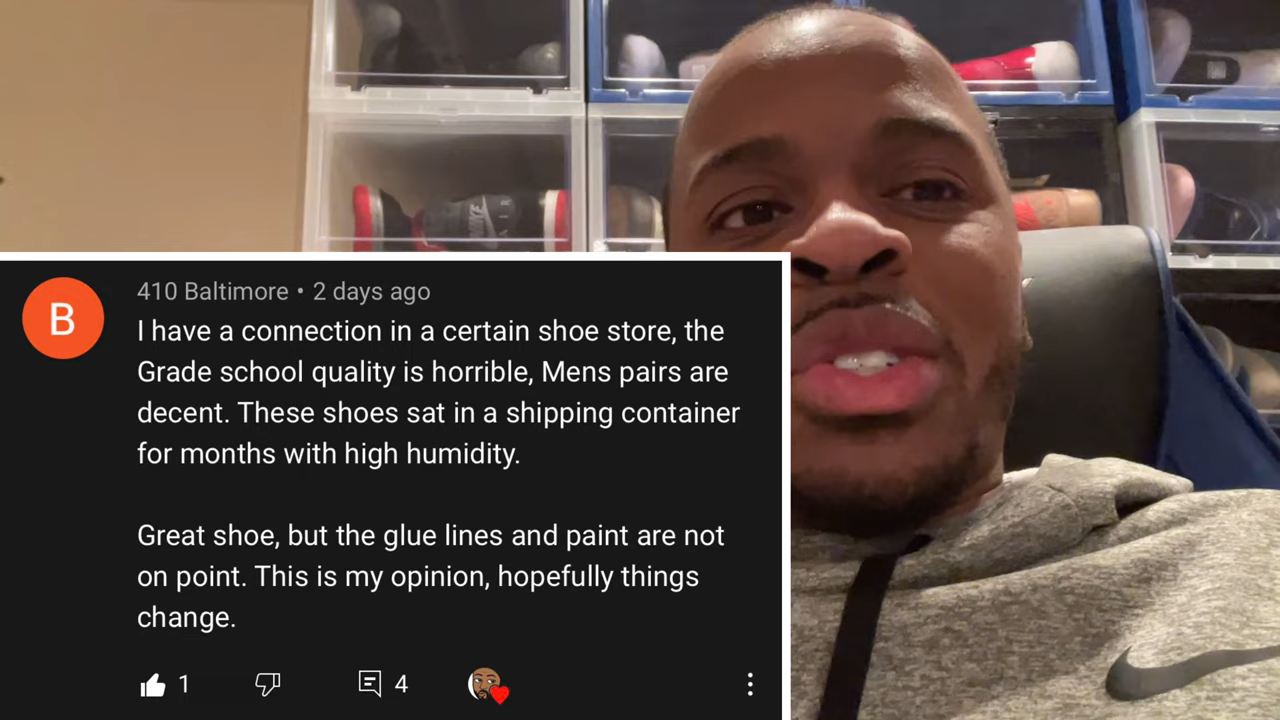 NIKE
B
410 Baltimore • 2 days ago
I have a connection in a certain shoe store, the
Grade school quality is horrible, Mens pairs are
decent. These shoes sat in a shipping container
for months with high humidity.
Great shoe, but the glue lines and paint are not
on point. This is my opinion, hopefully things
change.
1
4